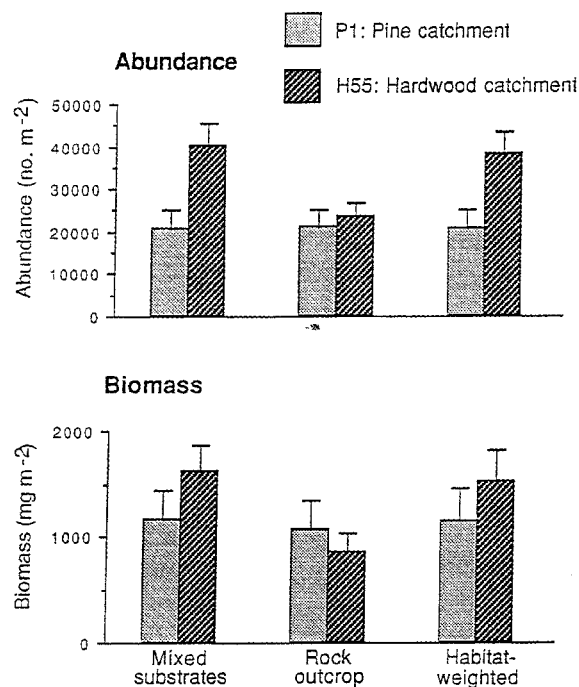 P1: Pine catchment
H55: Hardwood catchment
Abundance
Abundance (no. m -2)
50000
40000
30000
20000
10000
0
Biomass
Biomass (mg m -2)
2000
1000
0
Mixed substrates
Rock outcrop
Habitat-weighted